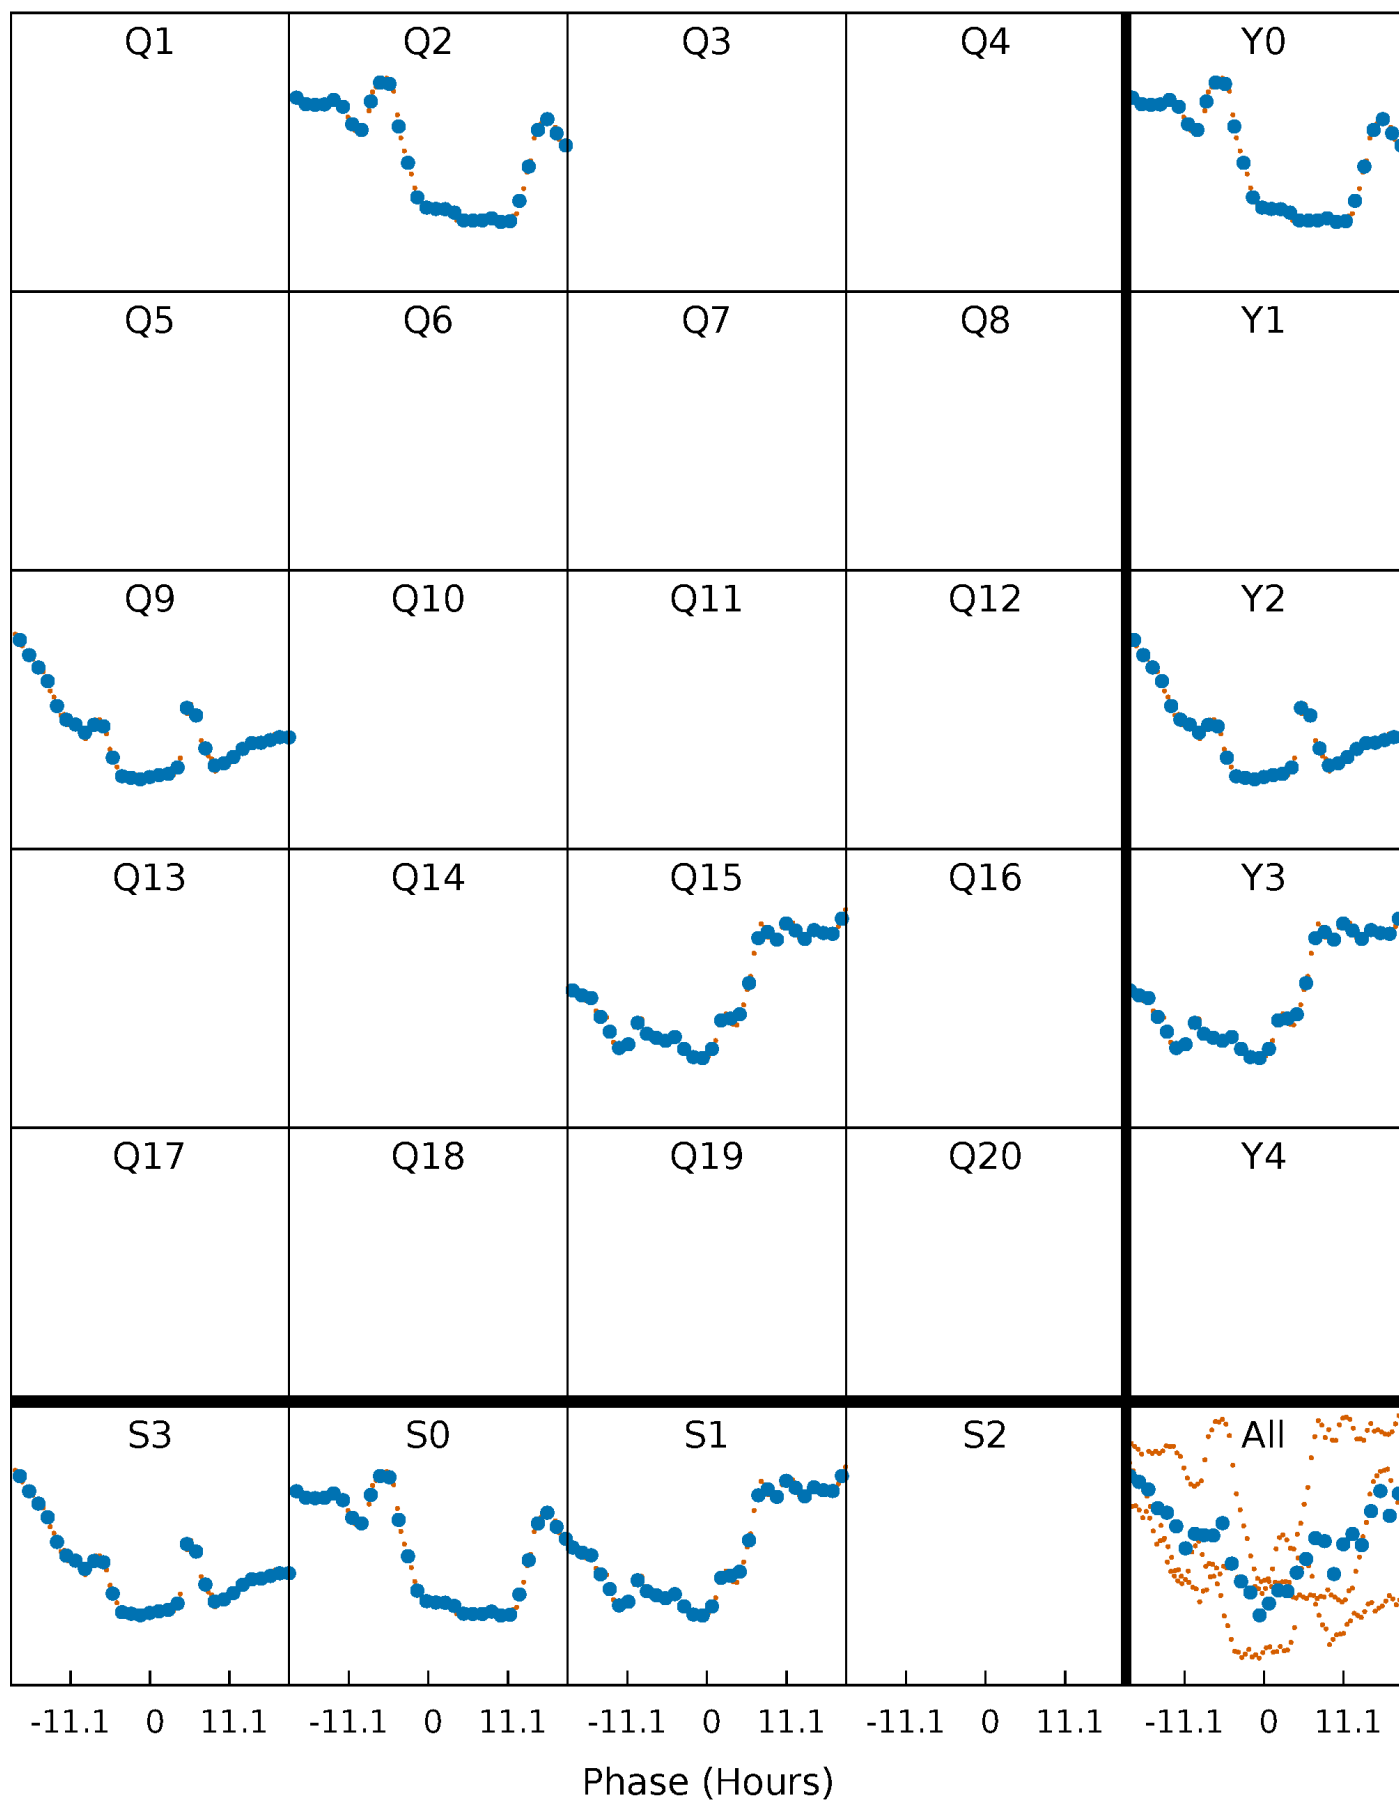 Q1 Q2 Q3 Q4 Y0
Q5 Q6 Q7 Q8 Y1
Q9 Q10 Q11 Q12 Y2
Q13 Q14 Q15 Q16 Y3
Q17 Q18 Q19 Q20 Y4
S3 S0 S1 S2 All
-11.1 0 11.1 -11.1 0 11.1 -11.1 0 11.1 -11.1 0 11.1 -11.1 0 11.1
Phase (Hours)